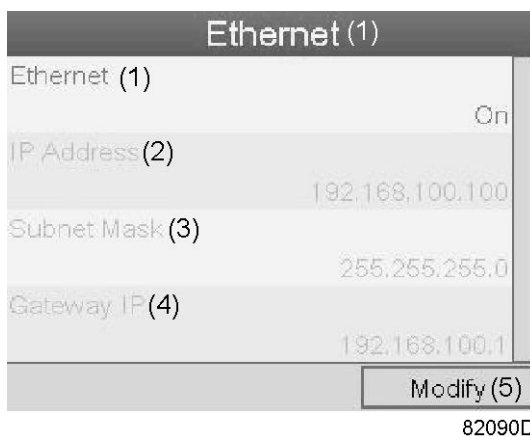 Ethernet (1)
Ethernet (1)
On
IP Address (2)
192.168.100.100
Subnet Mask (3)
255.255.255.0
Gateway IP (4)
192.168.100.1
Modify (5)
82090D